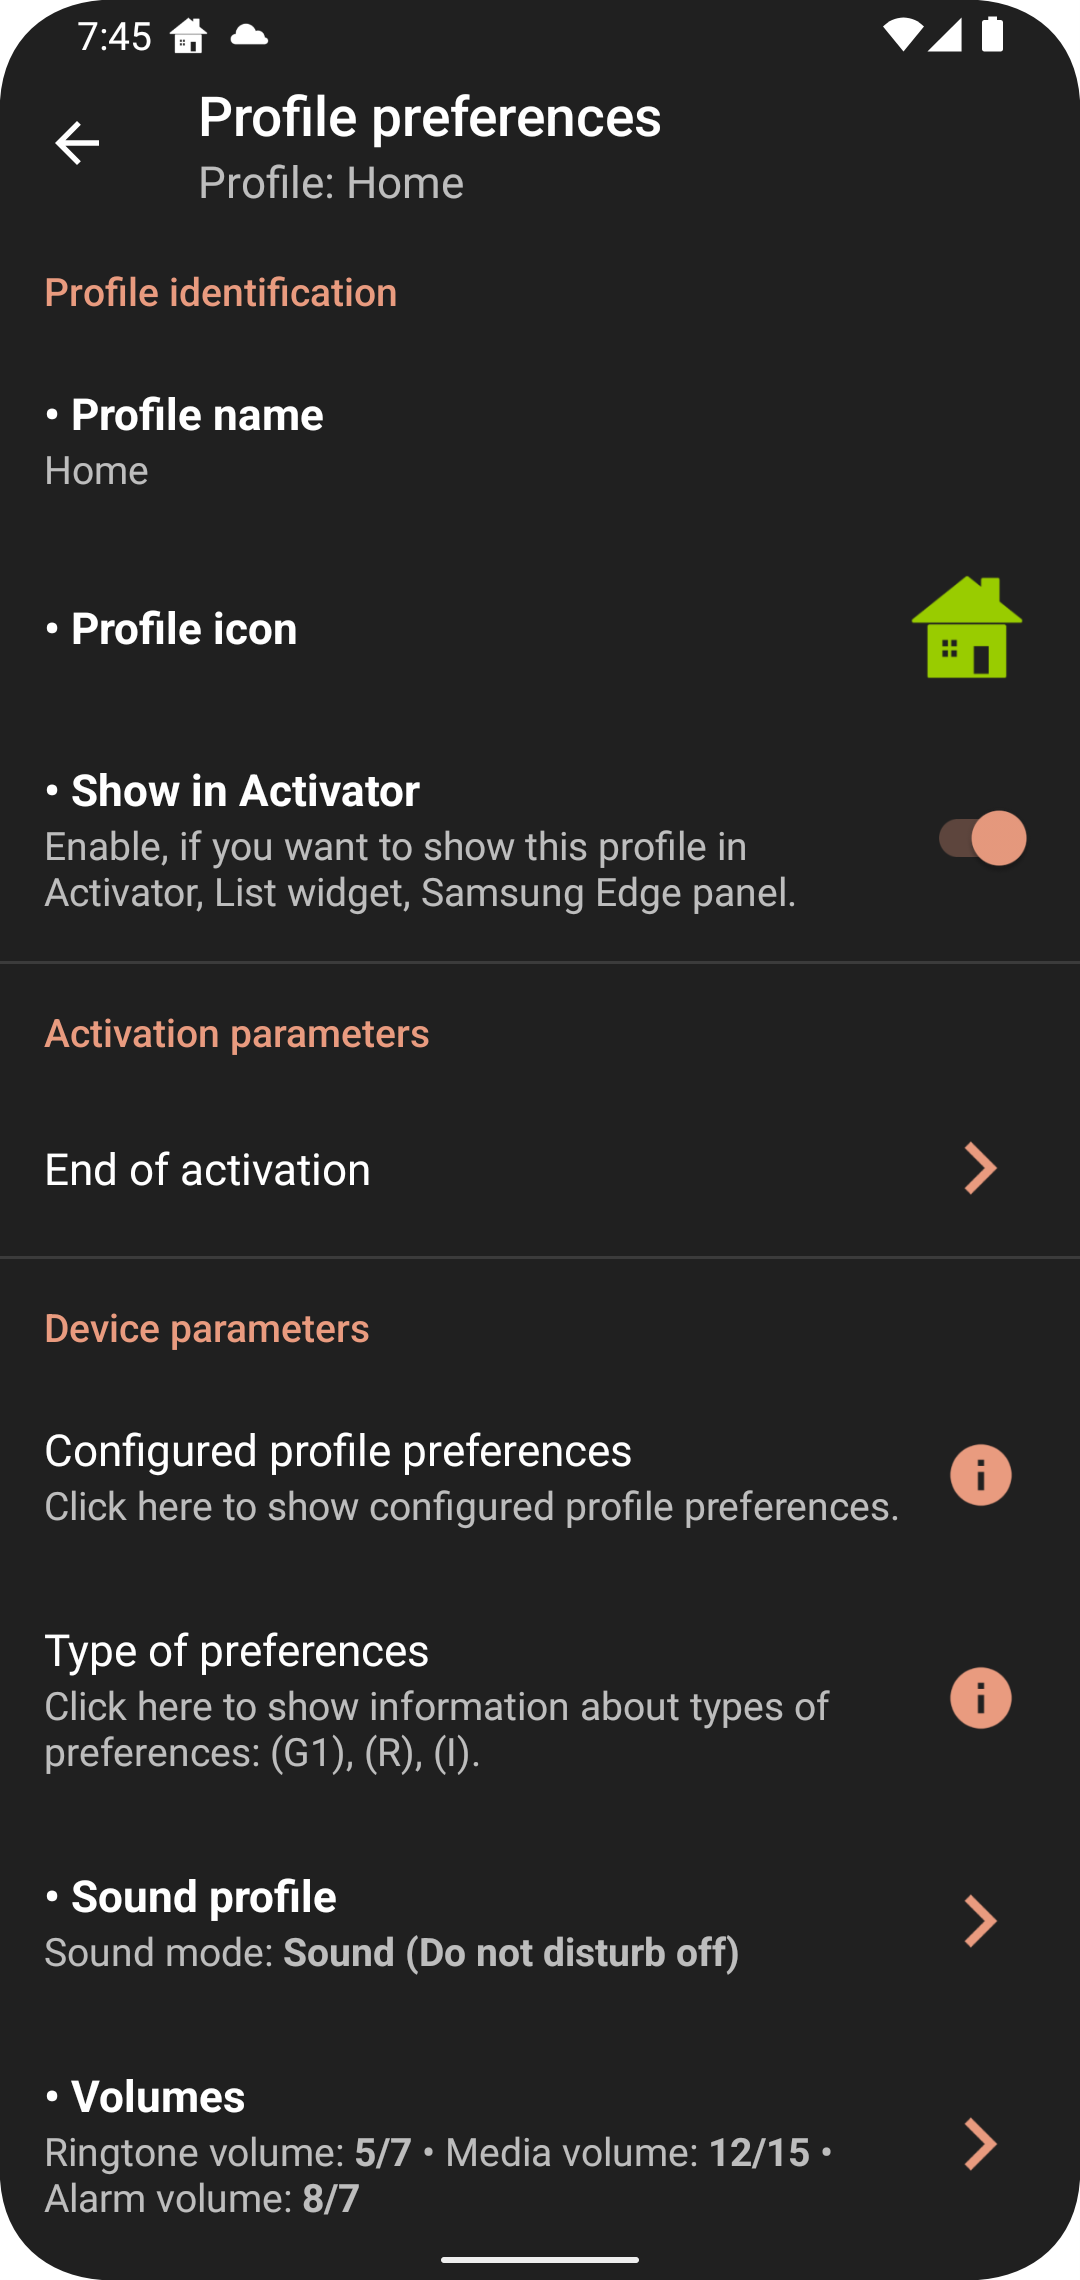 7:45
Profile preferences
Profile: Home
Profile identification
• Profile name
Home
• Profile icon
• Show in Activator
Enable, if you want to show this profile in
Activator, List widget, Samsung Edge panel.
Activation parameters
End of activation
Device parameters
Configured profile preferences
Click here to show configured profile preferences.
Type of preferences
Click here to show information about types of
preferences: (G1), (R), (I).
• Sound profile
Sound mode: Sound (Do not disturb off)
• Volumes
Ringtone volume: 5/7 • Media volume: 12/15 •
Alarm volume: 8/7